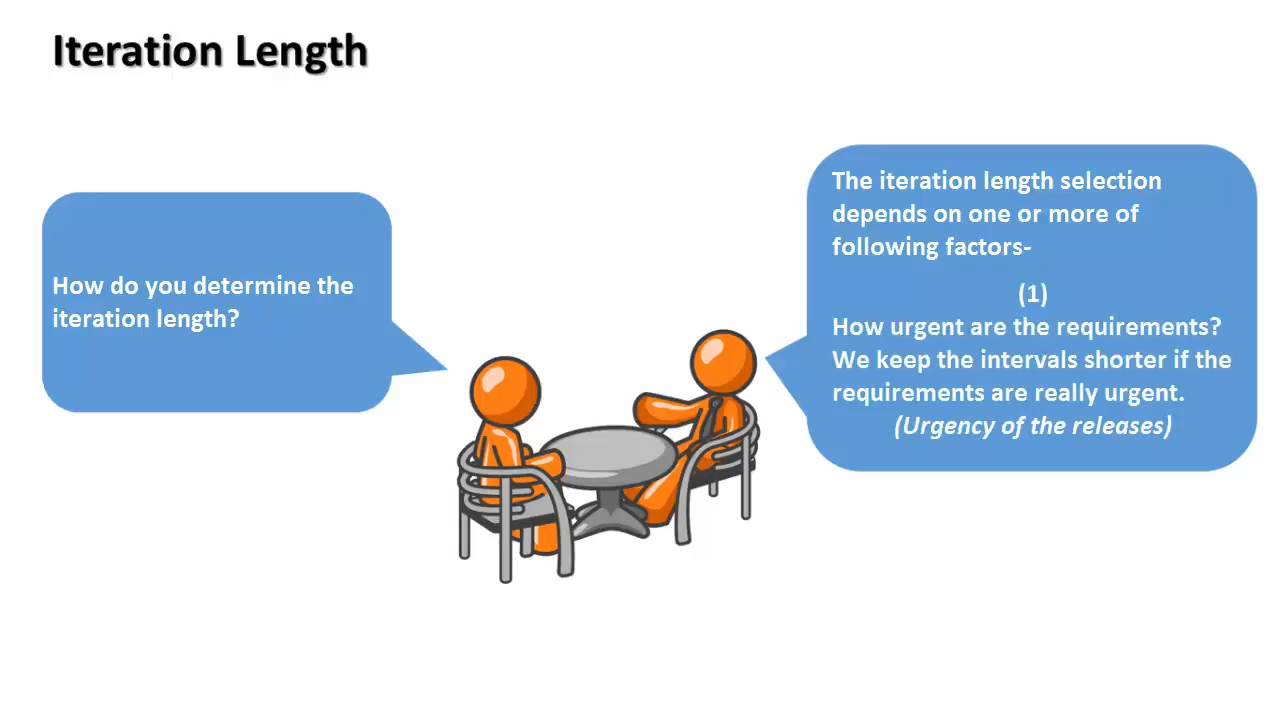 Iteration Length
How do you determine the
iteration length?
The iteration length selection
depends on one or more of
following factors-
(1)
How urgent are the requirements?
We keep the intervals shorter if the
requirements are really urgent.
(Urgency of the releases)